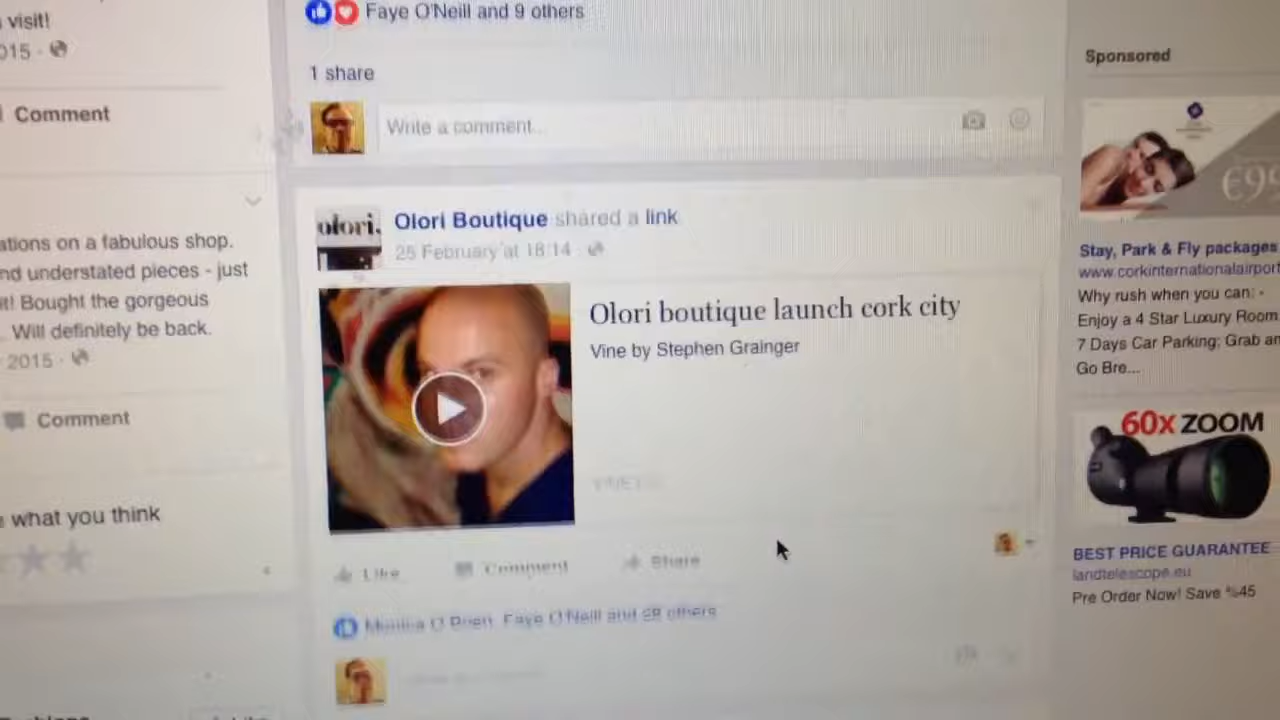 visit!
015
Comment
ations on a fabulous shop.
nd understated pieces - just
it! Bought the gorgeous
. Will definitely be back.
2015
Comment
what you think
Faye O'Neill and 9 others
1 share
Write a comment...
olori.
Olori Boutique shared a link
25 February at 18:14
Olori boutique launch cork city
Vine by Stephen Grainger
Like Comment Share
Faye O'Neill and 28 others
Sponsored
€99
Stay, Park & Fly packages
www.corkinternationalairport
Why rush when you can: -
Enjoy a 4 Star Luxury Room
7 Days Car Parking; Grab an
Go Bre...
60x ZOOM
BEST PRICE GUARANTEE
landtelescope.eu
Pre Order Now! Save %45